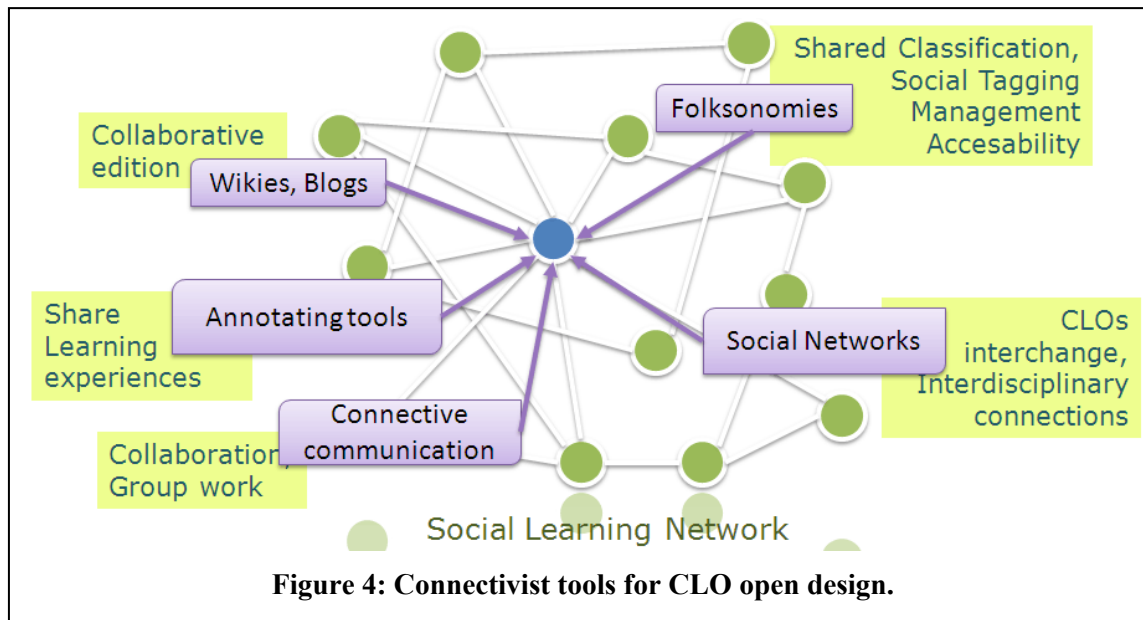 Shared Classification,
Social Tagging
Management
Accesability
Folksonomies
Collaborative
edition
Wikies, Blogs
Annotating tools
Share
Learning
experiences
Social Networks
CLOs
interchange,
Interdisciplinary
connections
Connective
communication
Collaboration,
Group work
Social Learning Network
Figure 4: Connectivist tools for CLO open design.